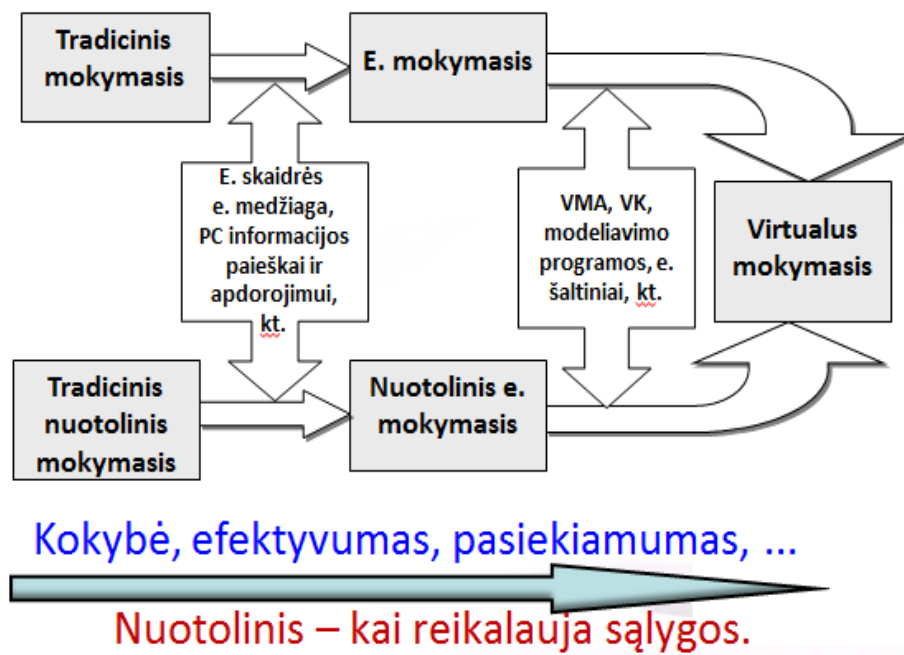 Tradicinis
mokymasis
E. mokymasis
E. skaidrės
e. medžiaga,
PC informacijos
paieškai ir
apdorojimui,
kt.
VMA, VK,
modeliavimo
programos, e.
šaltiniai, kt.
Virtualus
mokymasis
Tradicinis
nuotolinis
mokymasis
Nuotolinis e.
mokymasis
Kokybė, efektyvumas, pasiekiamumas, ...
Nuotolinis – kai reikalauja sąlygos.